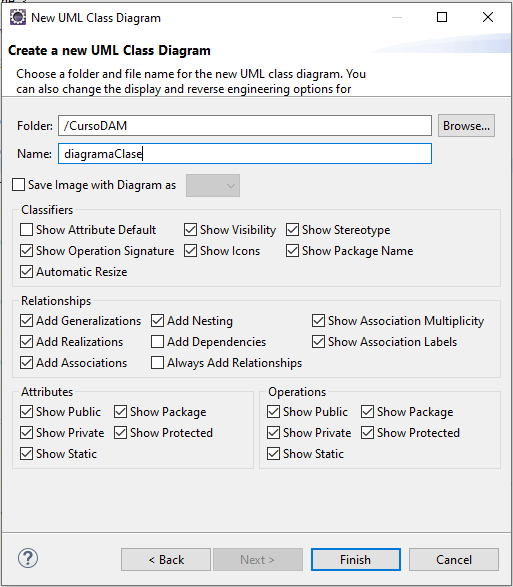 New UML Class Diagram
Create a new UML Class Diagram
Choose a folder and file name for the new UML class diagram. You
can also change the display and reverse engineering options for
Folder: /CursoDAM Browse...
Name: diagramaClase
Save Image with Diagram as
Classifiers
Show Attribute Default Show Visibility Show Stereotype
Show Operation Signature Show Icons Show Package Name
Automatic Resize
Relationships
Add Generalizations Add Nesting Show Association Multiplicity
Add Realizations Add Dependencies Show Association Labels
Add Associations Always Add Relationships
Attributes Operations
Show Public Show Package Show Public Show Package
Show Private Show Protected Show Private Show Protected
Show Static Show Static
? < Back Next > Finish Cancel